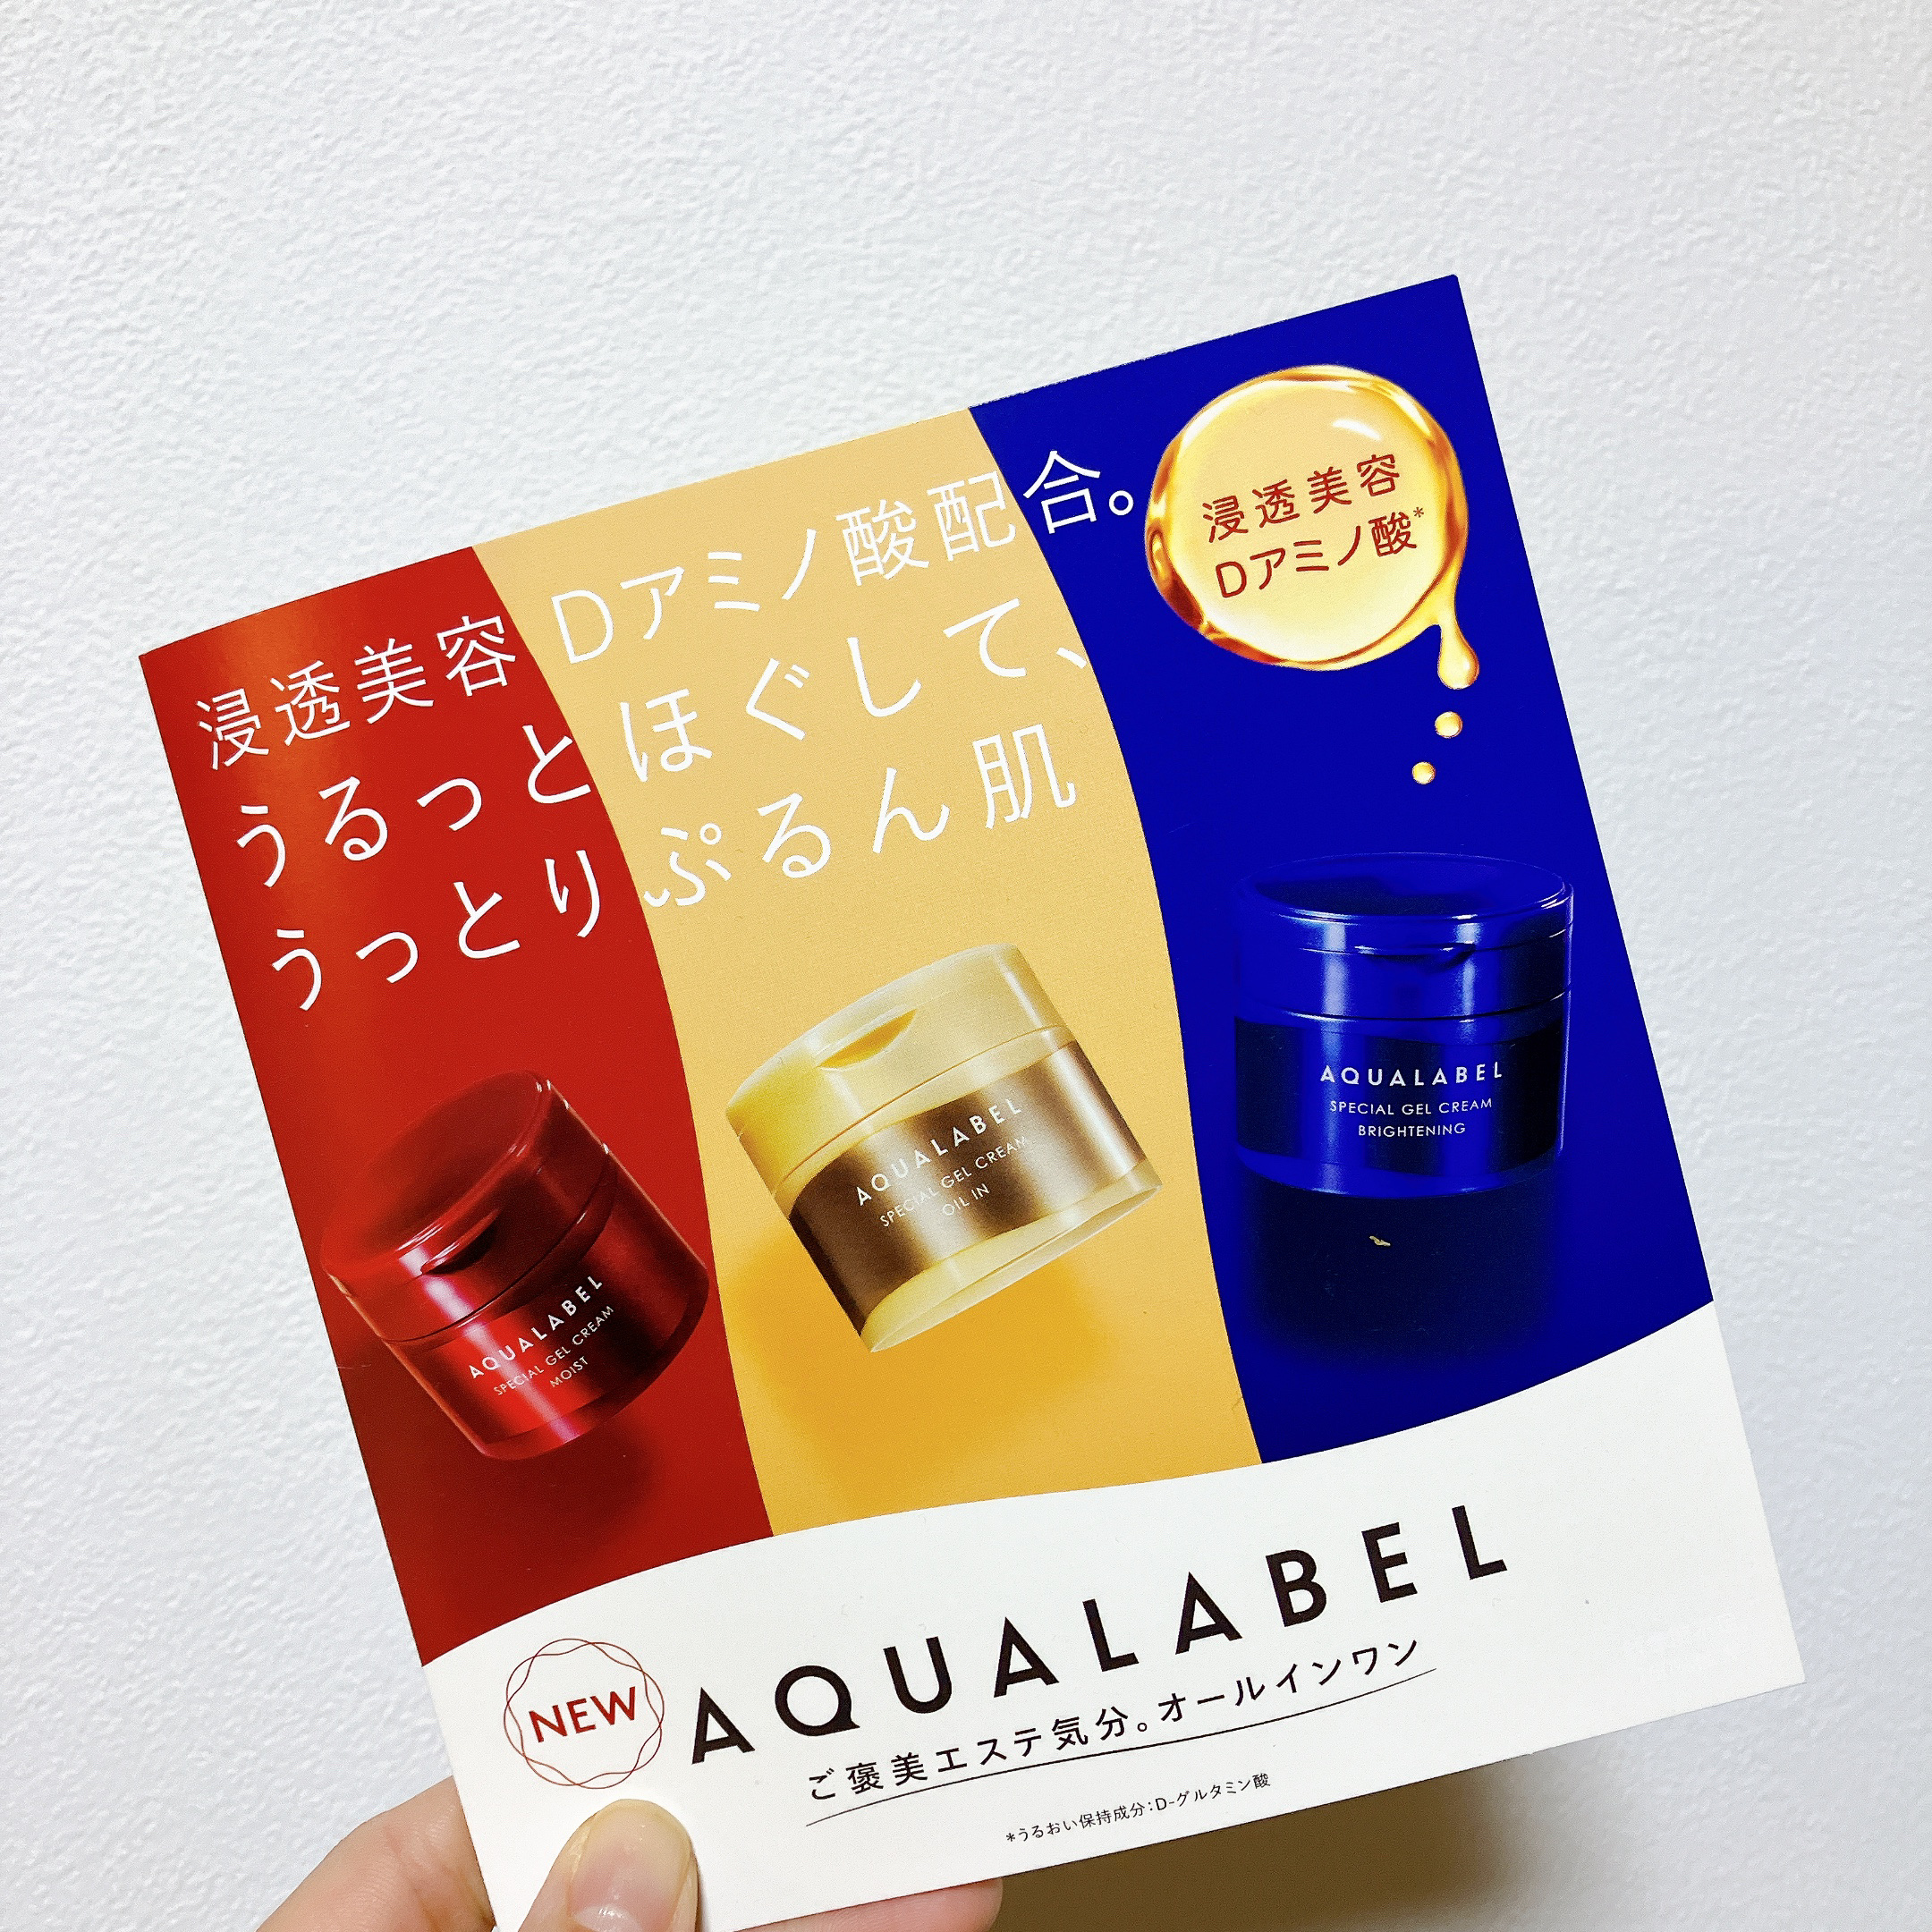 浸透美容 Dアミノ酸配合。
うるっとほぐして、
うっとりぷるん肌
浸透美容
Dアミノ酸*
AQUALABEL
SPECIAL GEL CREAM
MOIST
AQUALABEL
SPECIAL GEL CREAM
OIL IN
AQUALABEL
SPECIAL GEL CREAM
BRIGHTENING
NEW
AQUALABEL
ご褒美エステ気分。オールインワン
*うるおい保持成分：D-グルタミン酸